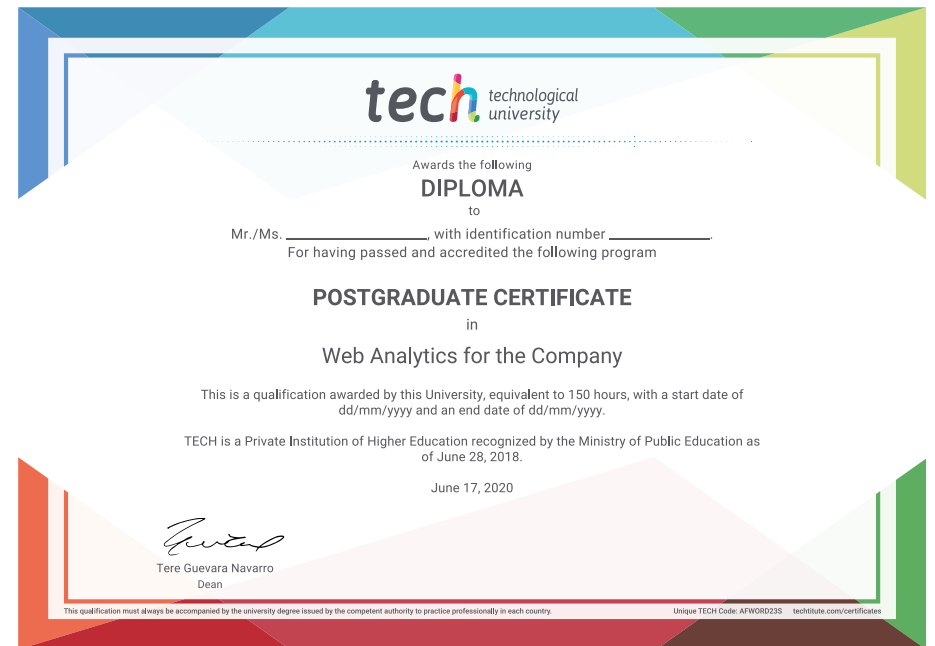 tech technological
university
Awards the following
DIPLOMA
to
Mr./Ms. ____________________, with identification number ______________.
For having passed and accredited the following program
POSTGRADUATE CERTIFICATE
in
Web Analytics for the Company
This is a qualification awarded by this University, equivalent to 150 hours, with a start date of
dd/mm/yyyy and an end date of dd/mm/yyyy.
TECH is a Private Institution of Higher Education recognized by the Ministry of Public Education as
of June 28, 2018.
June 17, 2020
Tere Guevara Navarro
Dean
This qualification must always be accompanied by the university degree issued by the competent authority to practice professionally in each country.
Unique TECH Code: AFWORD23S techtitute.com/certificates